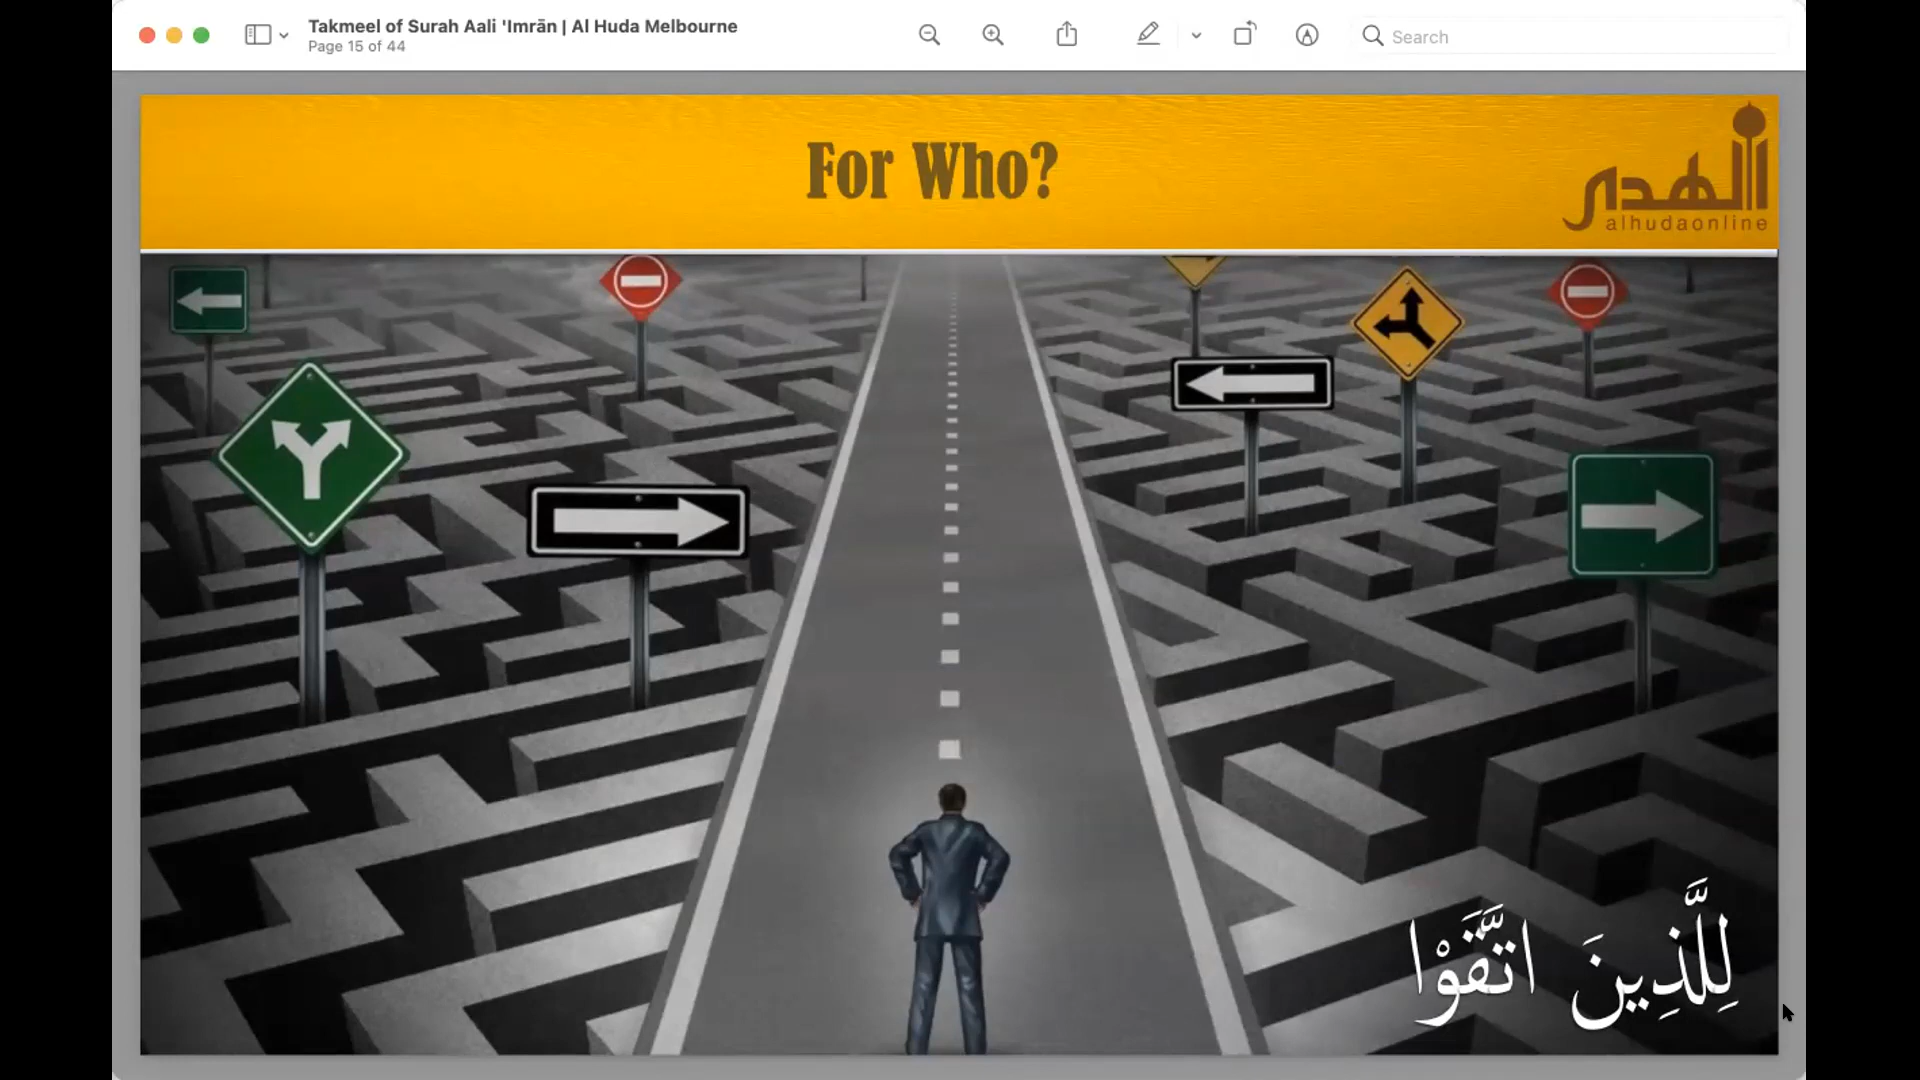 Takmeel of Surah Aali 'Imrān | Al Huda Melbourne
Page 15 of 44
Search
For Who?
الهدى
alhudaonline
لِلَّذِينَ اتَّقَوْا